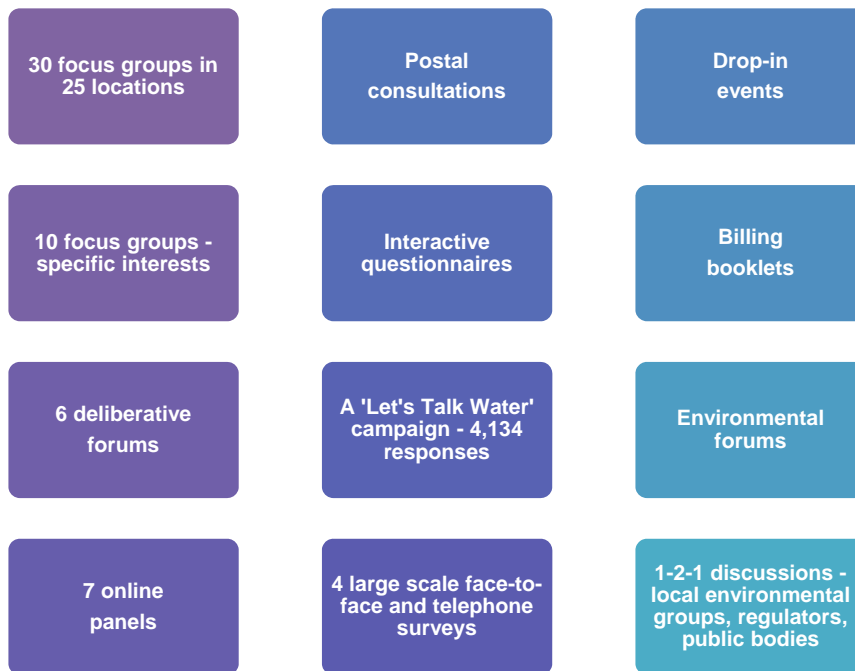 30 focus groups in
25 locations
10 focus groups -
specific interests
6 deliberative
forums
7 online
panels
Postal
consultations
Interactive
questionnaires
A 'Let's Talk Water'
campaign - 4,134
responses
4 large scale face-to-
face and telephone
surveys
Drop-in
events
Billing
booklets
Environmental
forums
1-2-1 discussions -
local environmental
groups, regulators,
public bodies